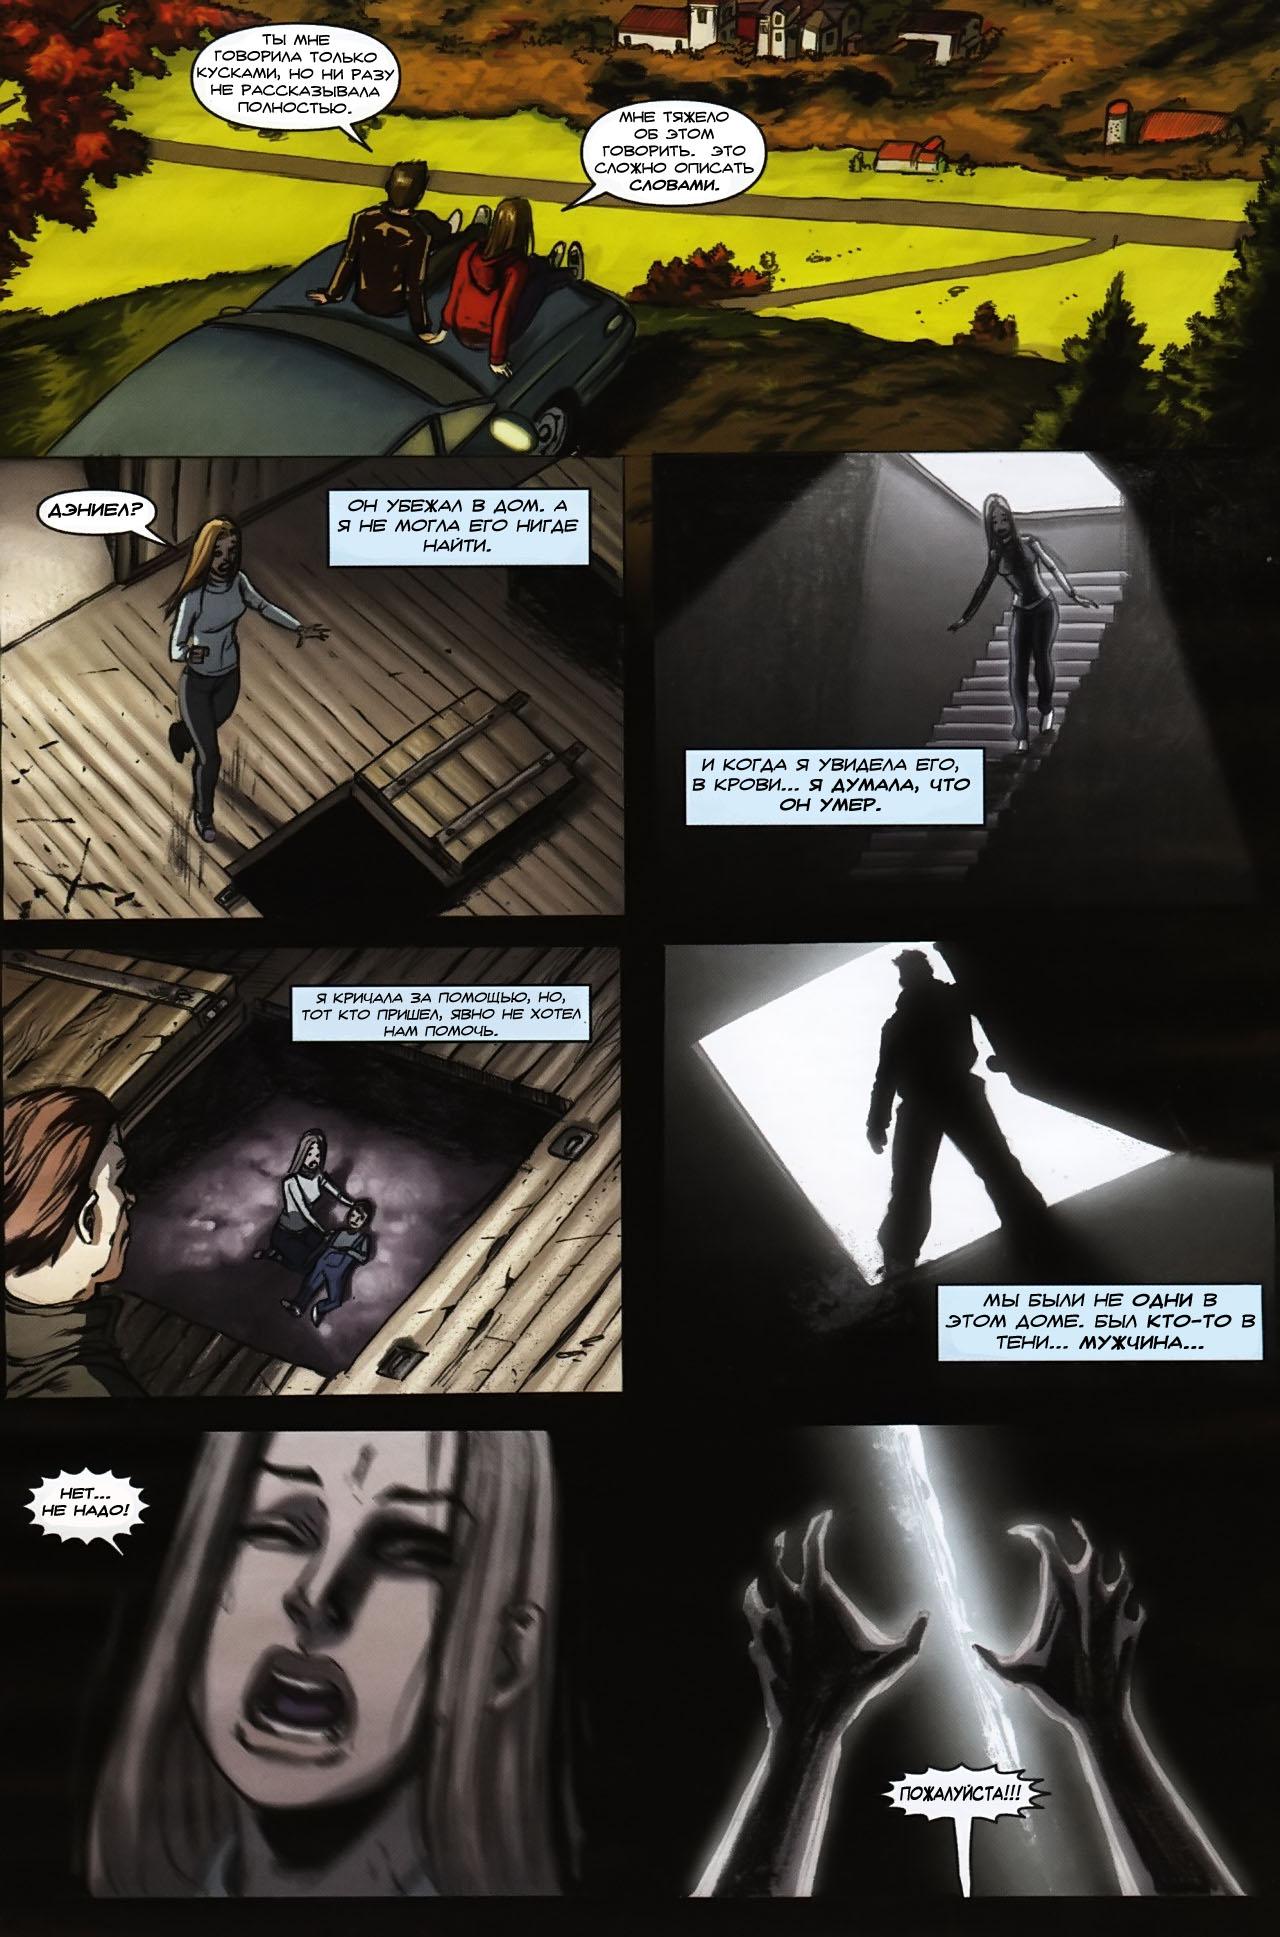 ТЫ МНЕ
ГОВОРИЛА ТОЛЬКО
КУСКАМИ, НО НИ РАЗУ
НЕ РАССКАЗЫВАЛА
ПОЛНОСТЬЮ.
МНЕ ТЯЖЕЛО
ОБ ЭТОМ
ГОВОРИТЬ. ЭТО
СЛОЖНО ОПИСАТЬ
СЛОВАМИ.
ДЭНИЕЛ?
ОН УБЕЖАЛ В ДОМ. А
Я НЕ МОГЛА ЕГО НИГДЕ
НАЙТИ.
И КОГДА Я УВИДЕЛА ЕГО,
В КРОВИ... Я ДУМАЛА, ЧТО
ОН УМЕР.
Я КРИЧАЛА ЗА ПОМОЩЬЮ, НО,
ТОТ КТО ПРИШЕЛ, ЯВНО НЕ ХОТЕЛ
НАМ ПОМОЧЬ.
МЫ БЫЛИ НЕ ОДНИ В
ЭТОМ ДОМЕ. БЫЛ КТО-ТО В
ТЕНИ... МУЖЧИНА...
НЕТ...
НЕ НАДО!
ПОЖАЛУЙСТА!!!